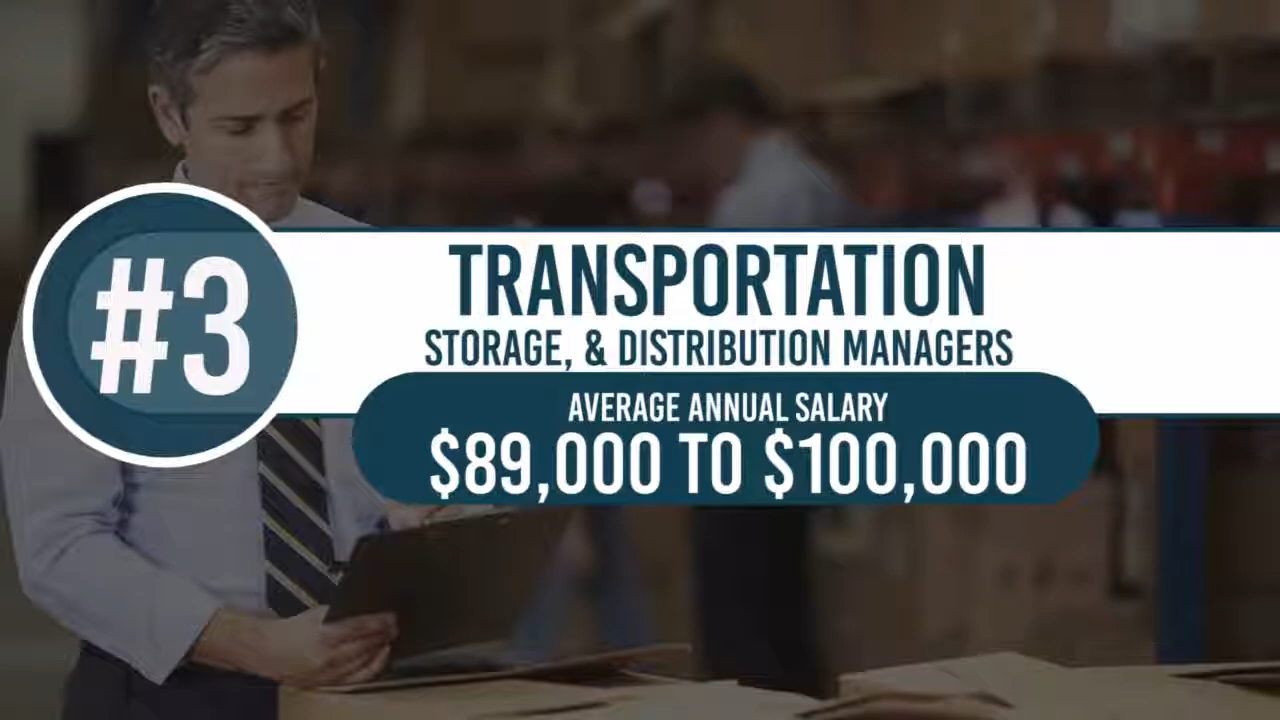 #3
TRANSPORTATION
STORAGE, & DISTRIBUTION MANAGERS
AVERAGE ANNUAL SALARY
$89,000 TO $100,000